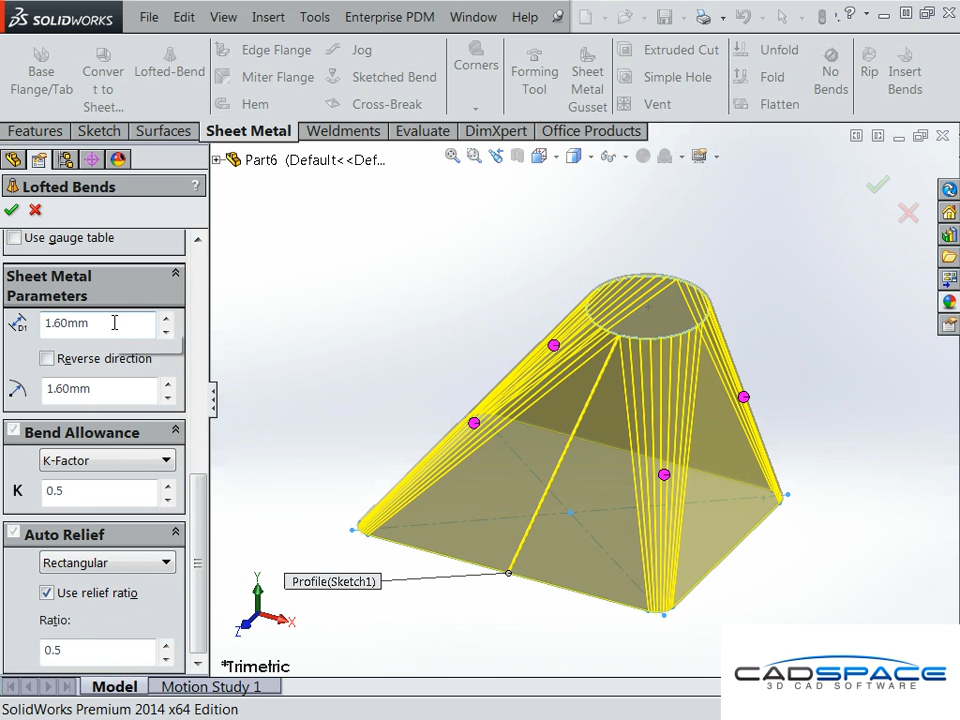 SOLIDWORKS File Edit View Insert Tools Enterprise PDM Window Help ?
Base Flange/Tab
Conver t to Sheet...
Lofted-Bend
Edge Flange
Miter Flange
Hem
Jog
Sketched Bend
Cross-Break
Corners
Forming Tool
Sheet Metal Gusset
Extruded Cut
Simple Hole
Vent
Unfold
Fold
Flatten
No Bends
Rip
Insert Bends
Features Sketch Surfaces Sheet Metal Weldments Evaluate DimXpert Office Products
Part6 (Default<<Def...
Lofted Bends ?
Use gauge table
Sheet Metal
Parameters
D1 1.60mm
Reverse direction
1.60mm
Bend Allowance
K-Factor
K 0.5
Auto Relief
Rectangular
Use relief ratio
Ratio:
0.5
Profile(Sketch1)
Y
X
Z
*Trimetric
Model Motion Study 1
SolidWorks Premium 2014 x64 Edition
CADSPACE
3D CAD SOFTWARE